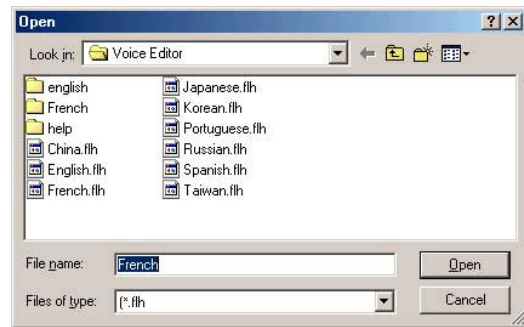 Open
Look in: Voice Editor
english
French
help
China.flh
English.flh
French.flh
Japanese.flh
Korean.flh
Portuguese.flh
Russian.flh
Spanish.flh
Taiwan.flh
File name: French Open
Files of type: (*.flh Cancel